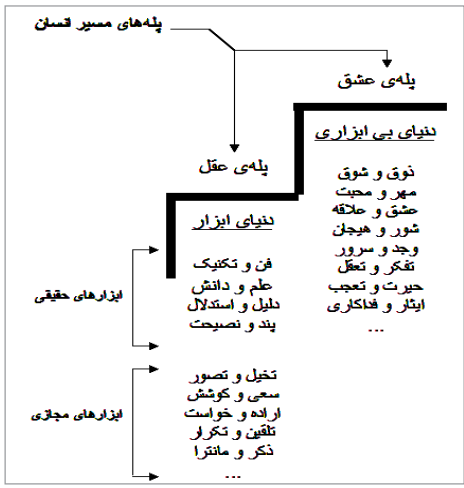 پله‌های مسیر انسان
پله‌ی عشق
دنیای بی ابزاری
ذوق و شوق
مهر و محبت
عشق و علاقه
شور و هیجان
وجد و سرور
تفکر و تعقل
حیرت و تعجب
ایثار و فداکاری
...
پله‌ی عقل
دنیای ابزار
فن و تکنیک
علم و دانش
دلیل و استدلال
پند و نصیحت
ابزارهای حقیقی
تخیل و تصور
سعی و کوشش
اراده و خواست
تلقین و تکرار
ذکر و مانترا
...
ابزارهای مجازی